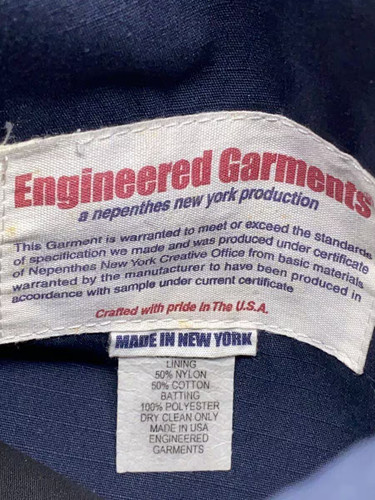 Engineered Garments
a nepenthes new york production
This Garment is warranted to meet or exceed the standards
of specification we made and was produced under certificate
of Nepenthes New York Creative Office from basic materials
warranted by the manufacturer to have been produced in
accordance with sample under current certificate
Crafted with pride in The U.S.A.
MADE IN NEW YORK
LINING
50% NYLON
50% COTTON
BATTING
100% POLYESTER
DRY CLEAN ONLY
MADE IN USA
ENGINEERED
GARMENTS